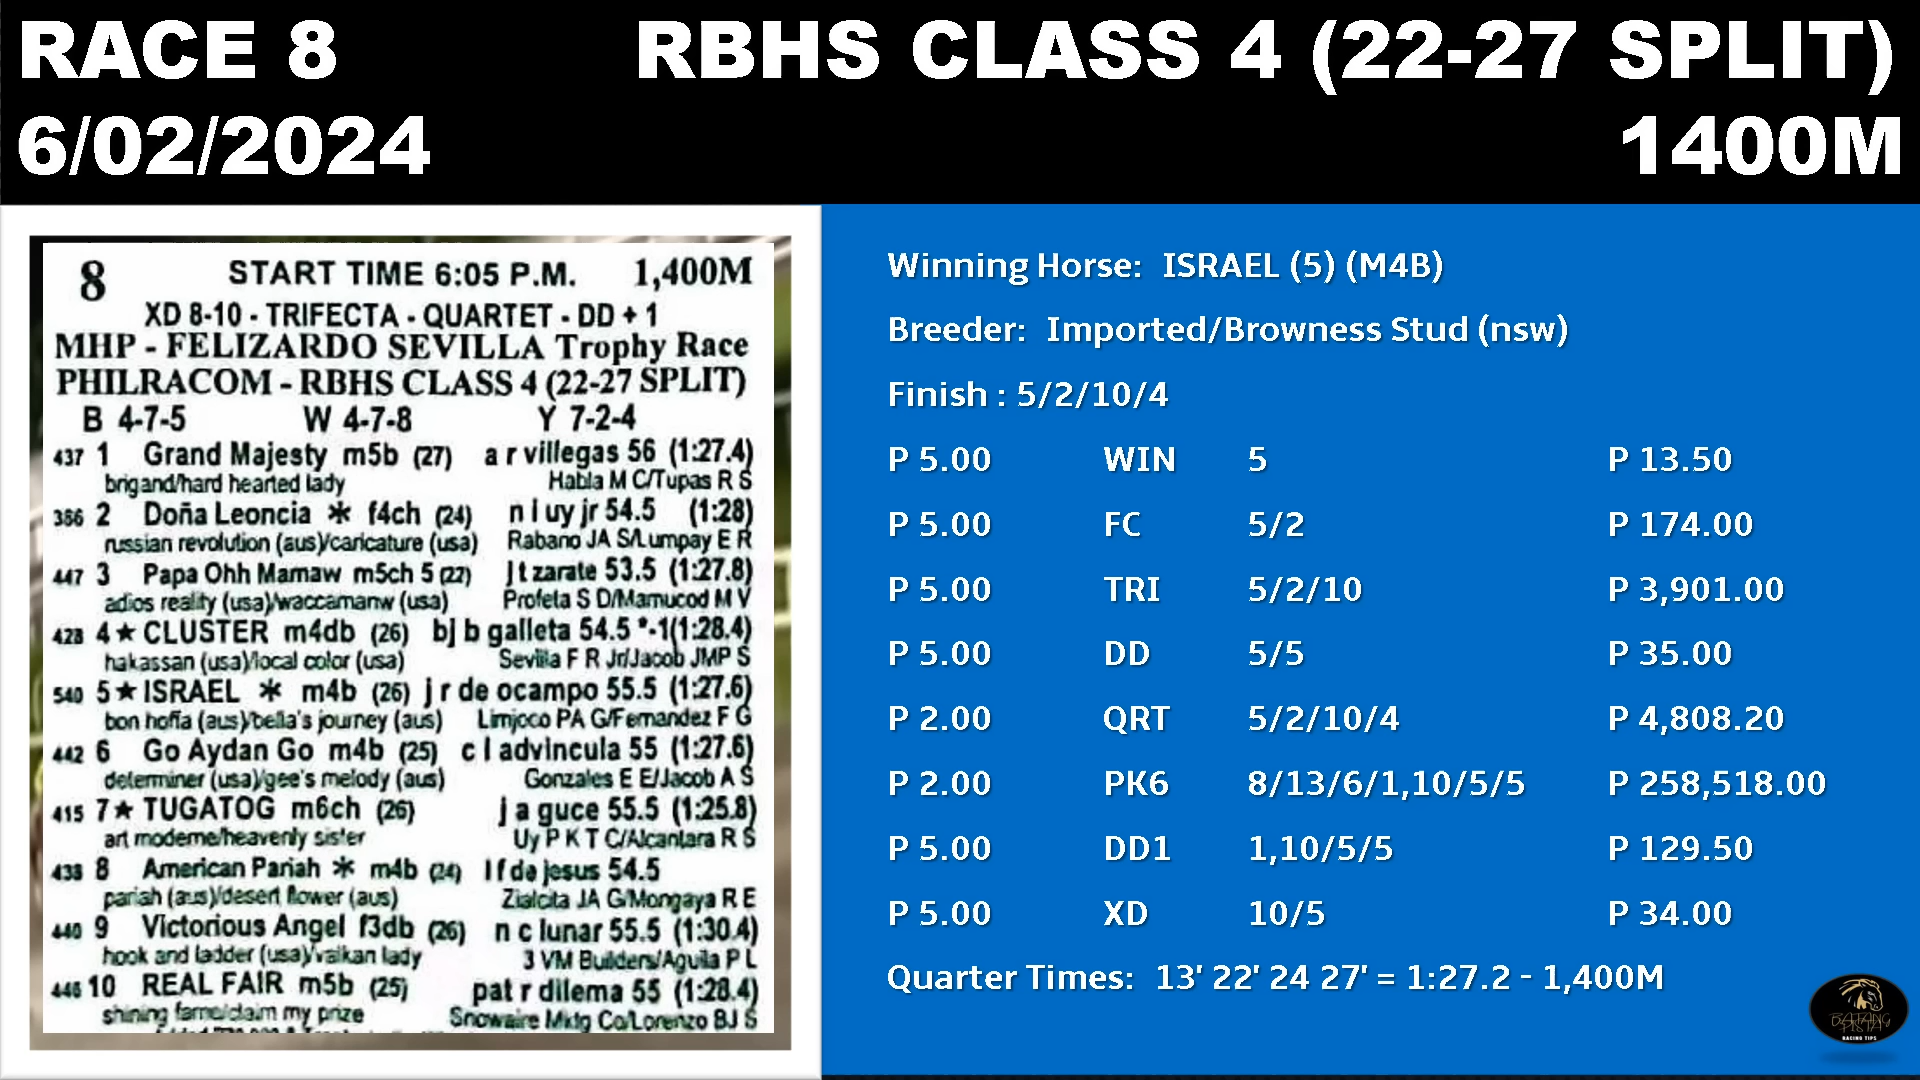 RACE 8
RBHS CLASS 4 (22-27 SPLIT)
6/02/2024
1400M
8 START TIME 6:05 P.M. 1,400M
XD 8-10 - TRIFECTA - QUARTET - DD + 1
MHP - FELIZARDO SEVILLA Trophy Race
PHILRACOM - RBHS CLASS 4 (22-27 SPLIT)
B 4-7-5 W 4-7-8 Y 7-2-4
437 1 Grand Majesty m5b (27) a r villegas 56 (1:27.4)
brigand/hard hearted lady Habla M C/Tupas R S
366 2 Doña Leoncia * f4ch (24) n l uy jr 54.5 (1:28)
russian revolution (aus)/caricature (usa) Rabano JA S/Lumpay E R
447 3 Papa Ohh Mamaw m5ch 5 (22) j t zarate 53.5 (1:27.8)
adios reality (usa)/waccamanw (usa) Profeta S D/Mamucod M V
428 4★ CLUSTER m4db (26) bj b galleta 54.5 *-1(1:28.4)
hakassan (usa)/local color (usa) Sevilla F R Jr/Jacob JMP S
540 5★ ISRAEL * m4b (26) j r de ocampo 55.5 (1:27.6)
bon hoffa (aus)/bella's journey (aus) Limjoco PA G/Fernandez F G
442 6 Go Aydan Go m4b (25) c l advincula 55 (1:27.6)
determiner (usa)/gee's melody (aus) Gonzales E E/Jacob A S
415 7★ TUGATOG m6ch (26) j a guce 55.5 (1:25.8)
art moderne/heavenly sister Uy P K T C/Alcantara R S
438 8 American Pariah * m4b (24) l f de jesus 54.5
pariah (aus)/desert flower (aus) Zialcita JA G/Mongaya R E
440 9 Victorious Angel f3db (26) n c lunar 55.5 (1:30.4)
hook and ladder (usa)/valkan lady 3 VM Builders/Aguila P L
446 10 REAL FAIR m5b (25) pat r dilema 55 (1:28.4)
shining fame/claim my prize Snowaire Mktg Co/Lorenzo BJ S
Winning Horse: ISRAEL (5) (M4B)
Breeder: Imported/Browness Stud (nsw)
Finish : 5/2/10/4
P 5.00 WIN 5 P 13.50
P 5.00 FC 5/2 P 174.00
P 5.00 TRI 5/2/10 P 3,901.00
P 5.00 DD 5/5 P 35.00
P 2.00 QRT 5/2/10/4 P 4,808.20
P 2.00 PK6 8/13/6/1,10/5/5 P 258,518.00
P 5.00 DD1 1,10/5/5 P 129.50
P 5.00 XD 10/5 P 34.00
Quarter Times: 13' 22' 24 27' = 1:27.2 - 1,400M
BATANG
PISTA
RACING TIPS